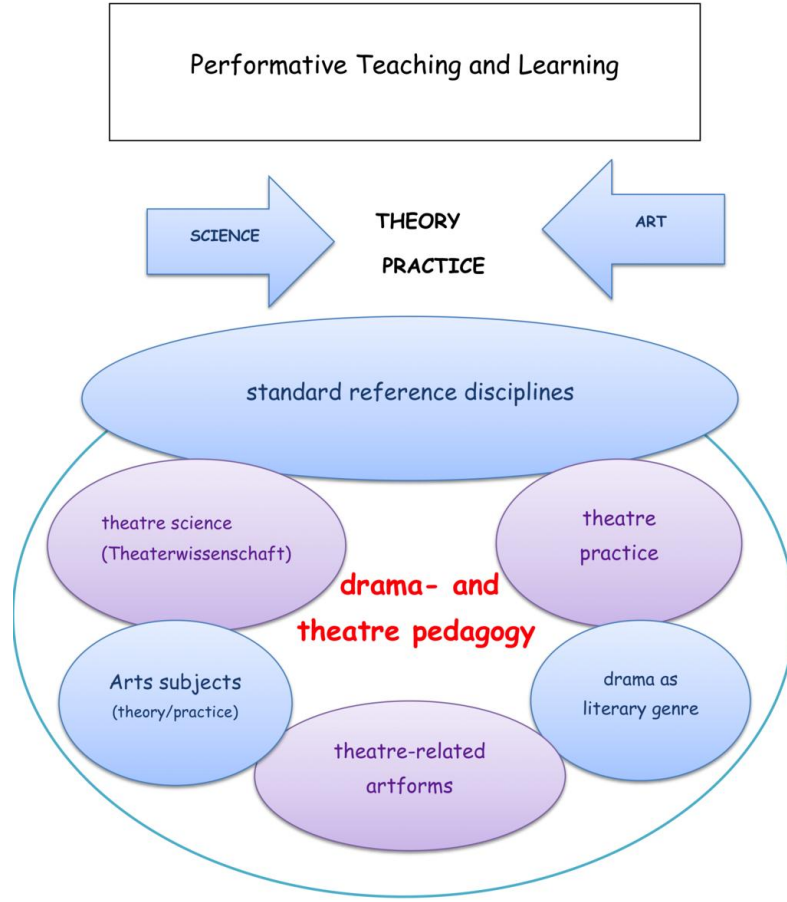 Performative Teaching and Learning
SCIENCE
THEORY
PRACTICE
ART
standard reference disciplines
theatre science
(Theaterwissenschaft)
theatre
practice
drama- and
theatre pedagogy
Arts subjects
(theory/practice)
drama as
literary genre
theatre-related
artforms